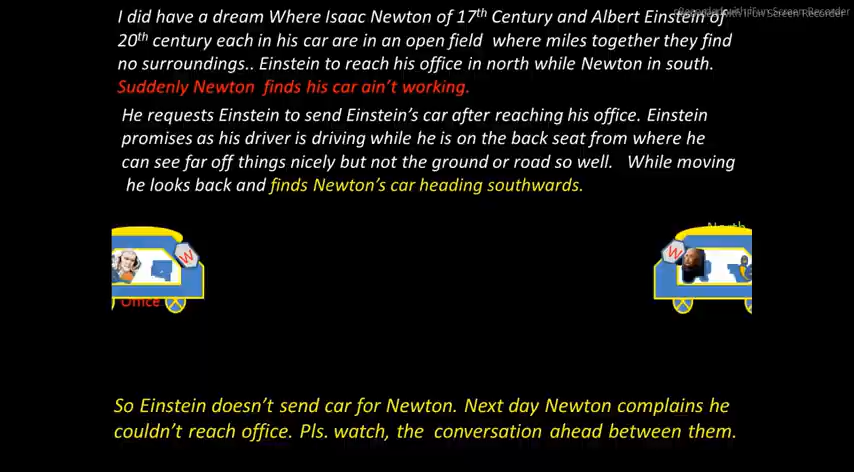 I did have a dream Where Isaac Newton of 17th Century and Albert Einstein of
20th century each in his car are in an open field where miles together they find
no surroundings.. Einstein to reach his office in north while Newton in south.
Suddenly Newton finds his car ain't working.
He requests Einstein to send Einstein's car after reaching his office. Einstein
promises as his driver is driving while he is on the back seat from where he
can see far off things nicely but not the ground or road so well. While moving
he looks back and finds Newton's car heading southwards.
North
W
W
Office
So Einstein doesn't send car for Newton. Next day Newton complains he
couldn't reach office. Pls. watch, the conversation ahead between them.